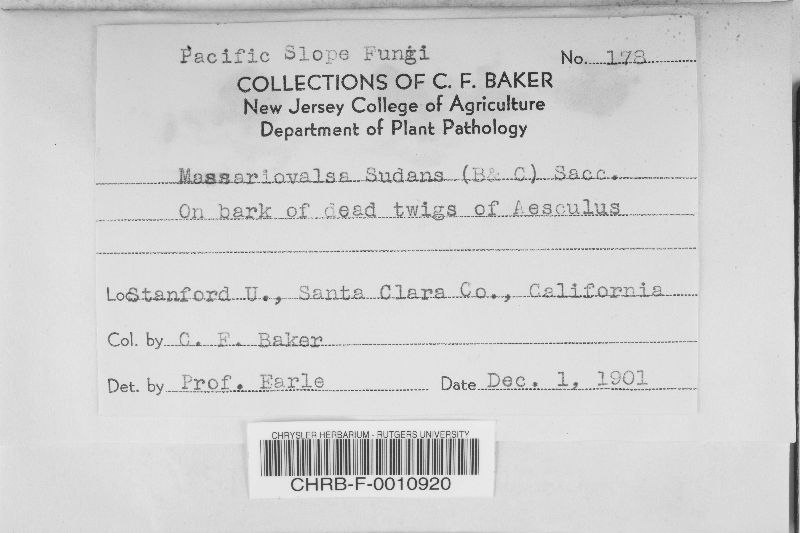 Pacific Slope Fungi No. 178
COLLECTIONS OF C. F. BAKER
New Jersey College of Agriculture
Department of Plant Pathology
Massariovalsa Sudans (B& C) Sacc.
On bark of dead twigs of Aesculus
Loc Stanford U., Santa Clara Co., California
Col. by C. F. Baker
Det. by Prof. Earle Date Dec. 1, 1901
CHRYSLER HERBARIUM - RUTGERS UNIVERSITY
CHRB-F-0010920